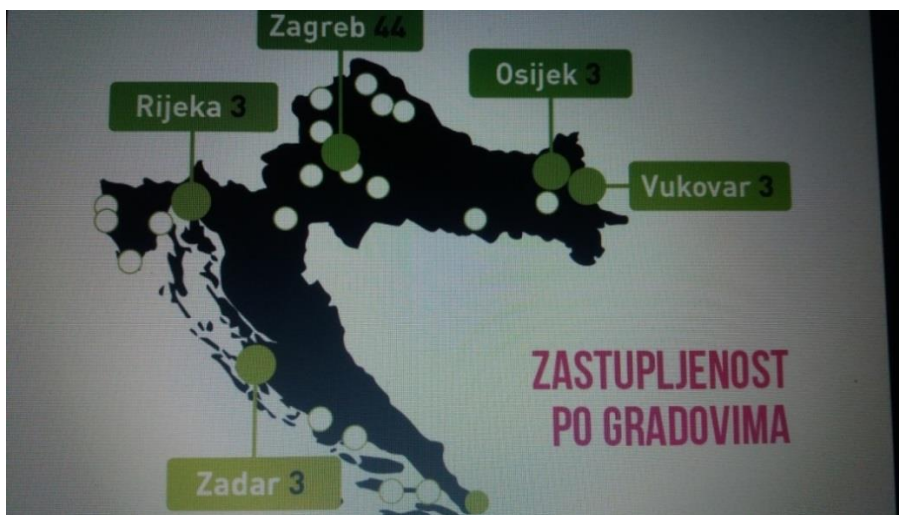 Zagreb 44
Rijeka 3
Osijek 3
Vukovar 3
ZASTUPLJENOST
PO GRADOVIMA
Zadar 3